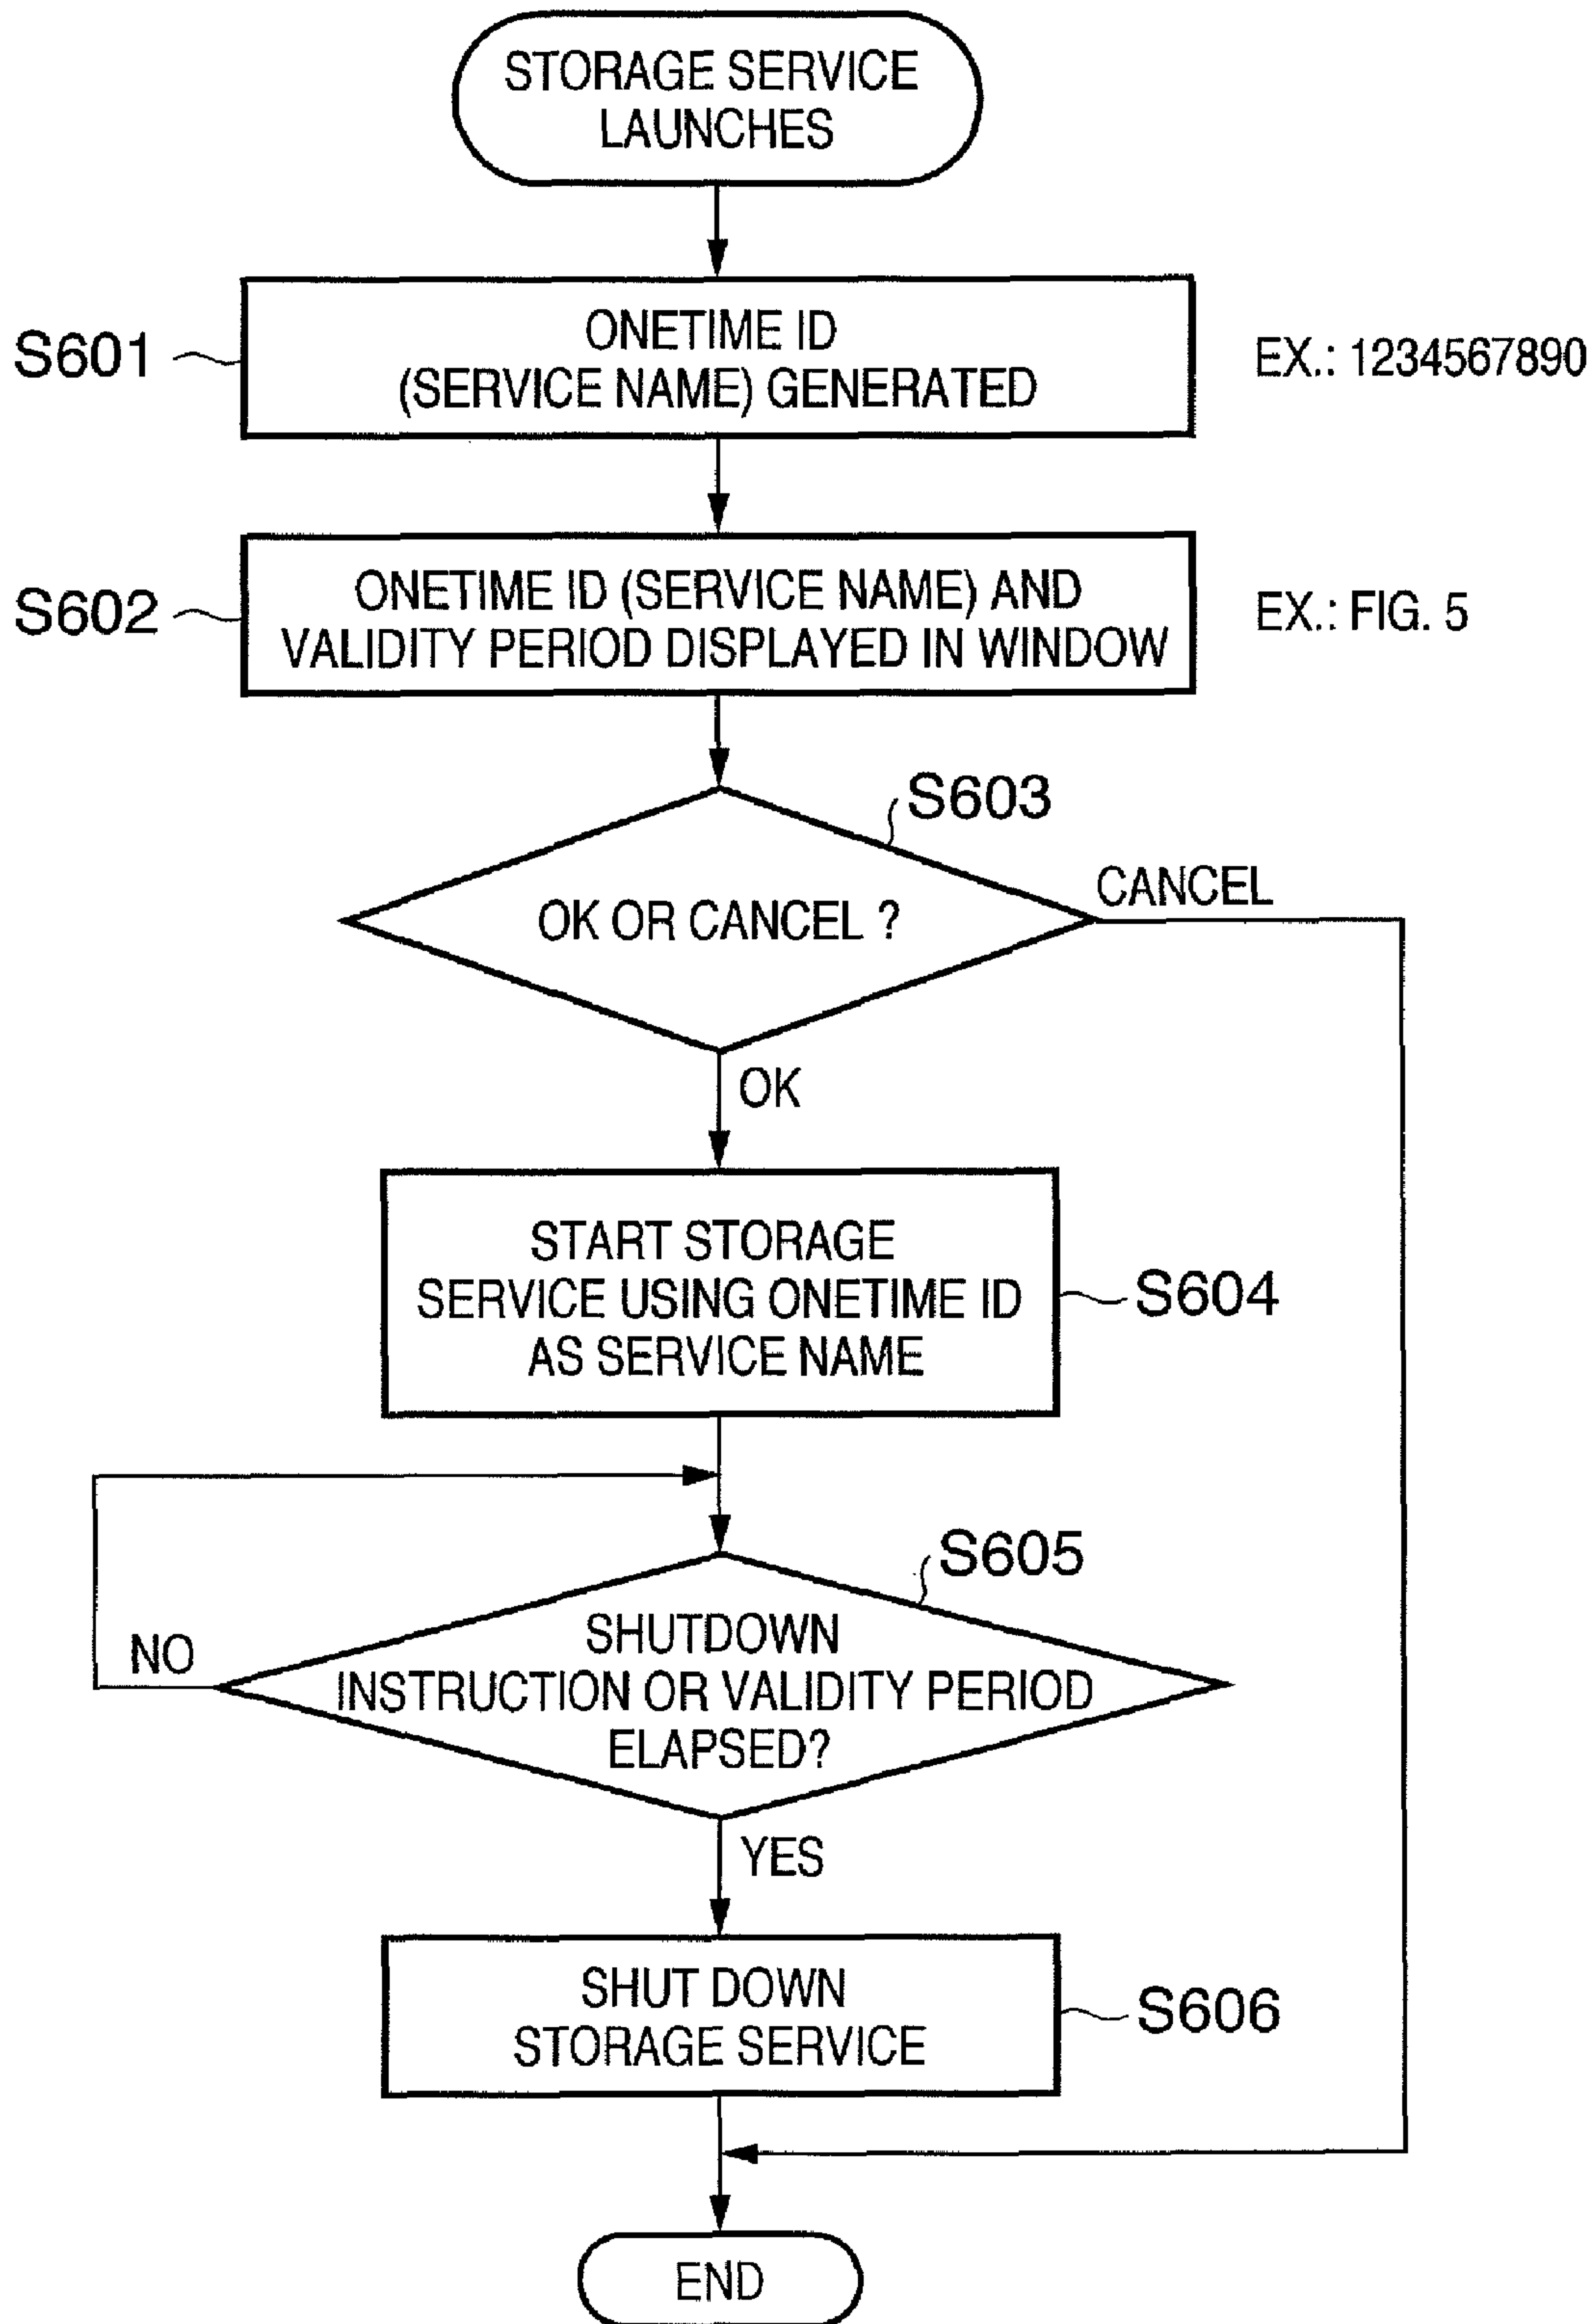 STORAGE SERVICE
LAUNCHES
S601
ONETIME ID
(SERVICE NAME) GENERATED
EX.: 1234567890
S602
ONETIME ID (SERVICE NAME) AND
VALIDITY PERIOD DISPLAYED IN WINDOW
EX.: FIG. 5
S603
OK OR CANCEL ?
CANCEL
OK
START STORAGE
SERVICE USING ONETIME ID
AS SERVICE NAME
S604
S605
SHUTDOWN
INSTRUCTION OR VALIDITY PERIOD
ELAPSED?
NO
YES
SHUT DOWN
STORAGE SERVICE
S606
END